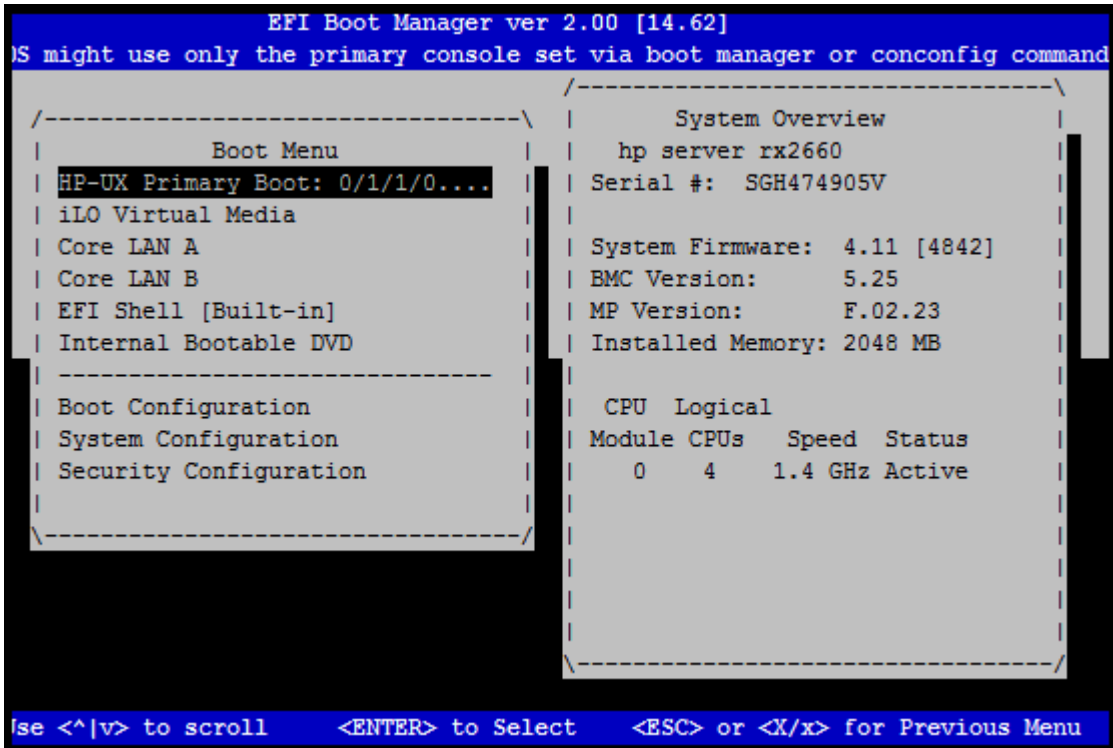 EFI Boot Manager ver 2.00 [14.62]
OS might use only the primary console set via boot manager or conconfig command
Boot Menu
HP-UX Primary Boot: 0/1/1/0....
iLO Virtual Media
Core LAN A
Core LAN B
EFI Shell [Built-in]
Internal Bootable DVD
Boot Configuration
System Configuration
Security Configuration
System Overview
hp server rx2660
Serial #: SGH474905V
System Firmware: 4.11 [4842]
BMC Version: 5.25
MP Version: F.02.23
Installed Memory: 2048 MB
CPU Logical
Module CPUs Speed Status
0 4 1.4 GHz Active
Use <^|v> to scroll <ENTER> to Select <ESC> or <X/x> for Previous Menu